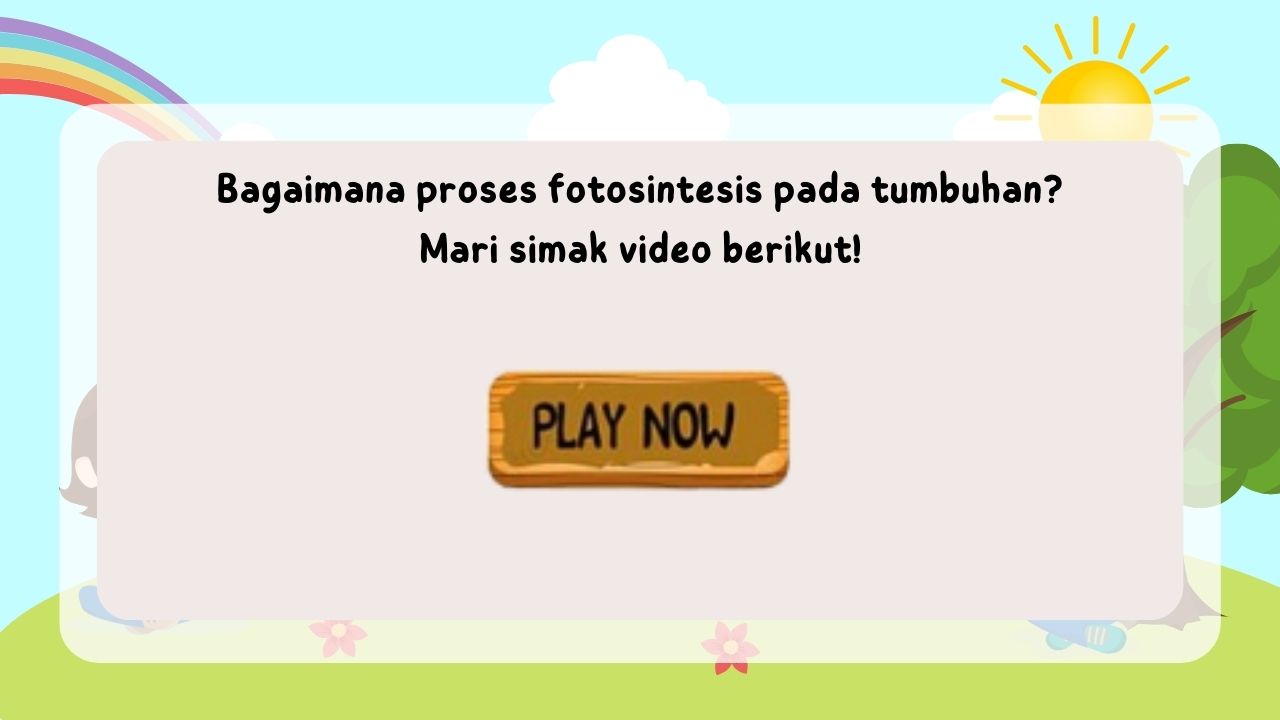 Bagaimana proses fotosintesis pada tumbuhan?
Mari simak video berikut!
PLAY NOW